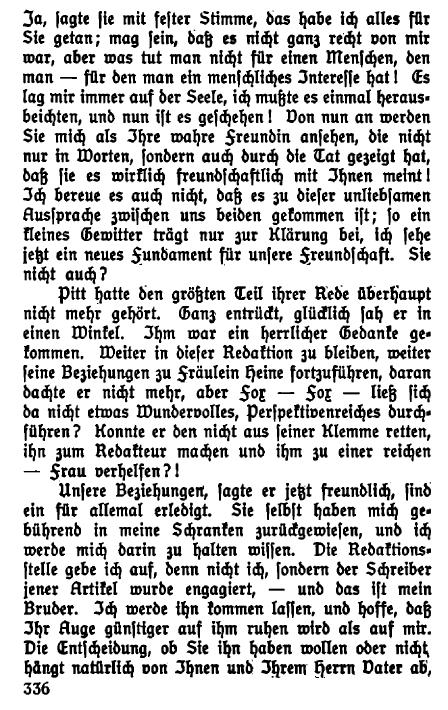 Ja, sagte sie mit fester Stimme, das habe ich alles für
Sie getan; mag sein, daß es nicht ganz recht von mir
war, aber was tut man nicht für einen Menschen, den
man — für den man ein menschliches Interesse hat! Es
lag mir immer auf der Seele, ich mußte es einmal heraus-
beichten, und nun ist es geschehen! Von nun an werden
Sie mich als Ihre wahre Freundin ansehen, die nicht
nur in Worten, sondern auch durch die Tat gezeigt hat,
daß sie es wirklich freundschaftlich mit Ihnen meint!
Ich bereue es auch nicht, daß es zu dieser unliebsamen
Aussprache zwischen uns beiden gekommen ist; so ein
kleines Gewitter trägt nur zur Klärung bei, ich sehe
jetzt ein neues Fundament für unsere Freundschaft. Sie
nicht auch?
Pitt hatte den größten Teil ihrer Rede überhaupt
nicht mehr gehört. Ganz entrückt, glücklich sah er in
einen Winkel. Ihm war ein herrlicher Gedanke ge-
kommen. Weiter in dieser Redaktion zu bleiben, weiter
seine Beziehungen zu Fräulein Heine fortzuführen, daran
dachte er nicht mehr, aber Fox — Fox — ließ sich
da nicht etwas Wundervolles, Perspektivenreiches durch-
führen? Konnte er den nicht aus seiner Klemme retten,
ihn zum Redakteur machen und ihm zu einer reichen
— Frau verhelfen?!
Unsere Beziehungen, sagte er jetzt freundlich, sind
ein für allemal erledigt. Sie selbst haben mich ge-
bührend in meine Schranken zurückgewiesen, und ich
werde mich darin zu halten wissen. Die Redaktions-
stelle gebe ich auf, denn nicht ich, sondern der Schreiber
jener Artikel wurde engagiert, — und das ist mein
Bruder. Ich werde ihn kommen lassen, und hoffe, daß
Ihr Auge günstiger auf ihm ruhen wird als auf mir.
Die Entscheidung, ob Sie ihn haben wollen oder nicht,
hängt natürlich von Ihnen und Ihrem Herrn Vater ab,
336